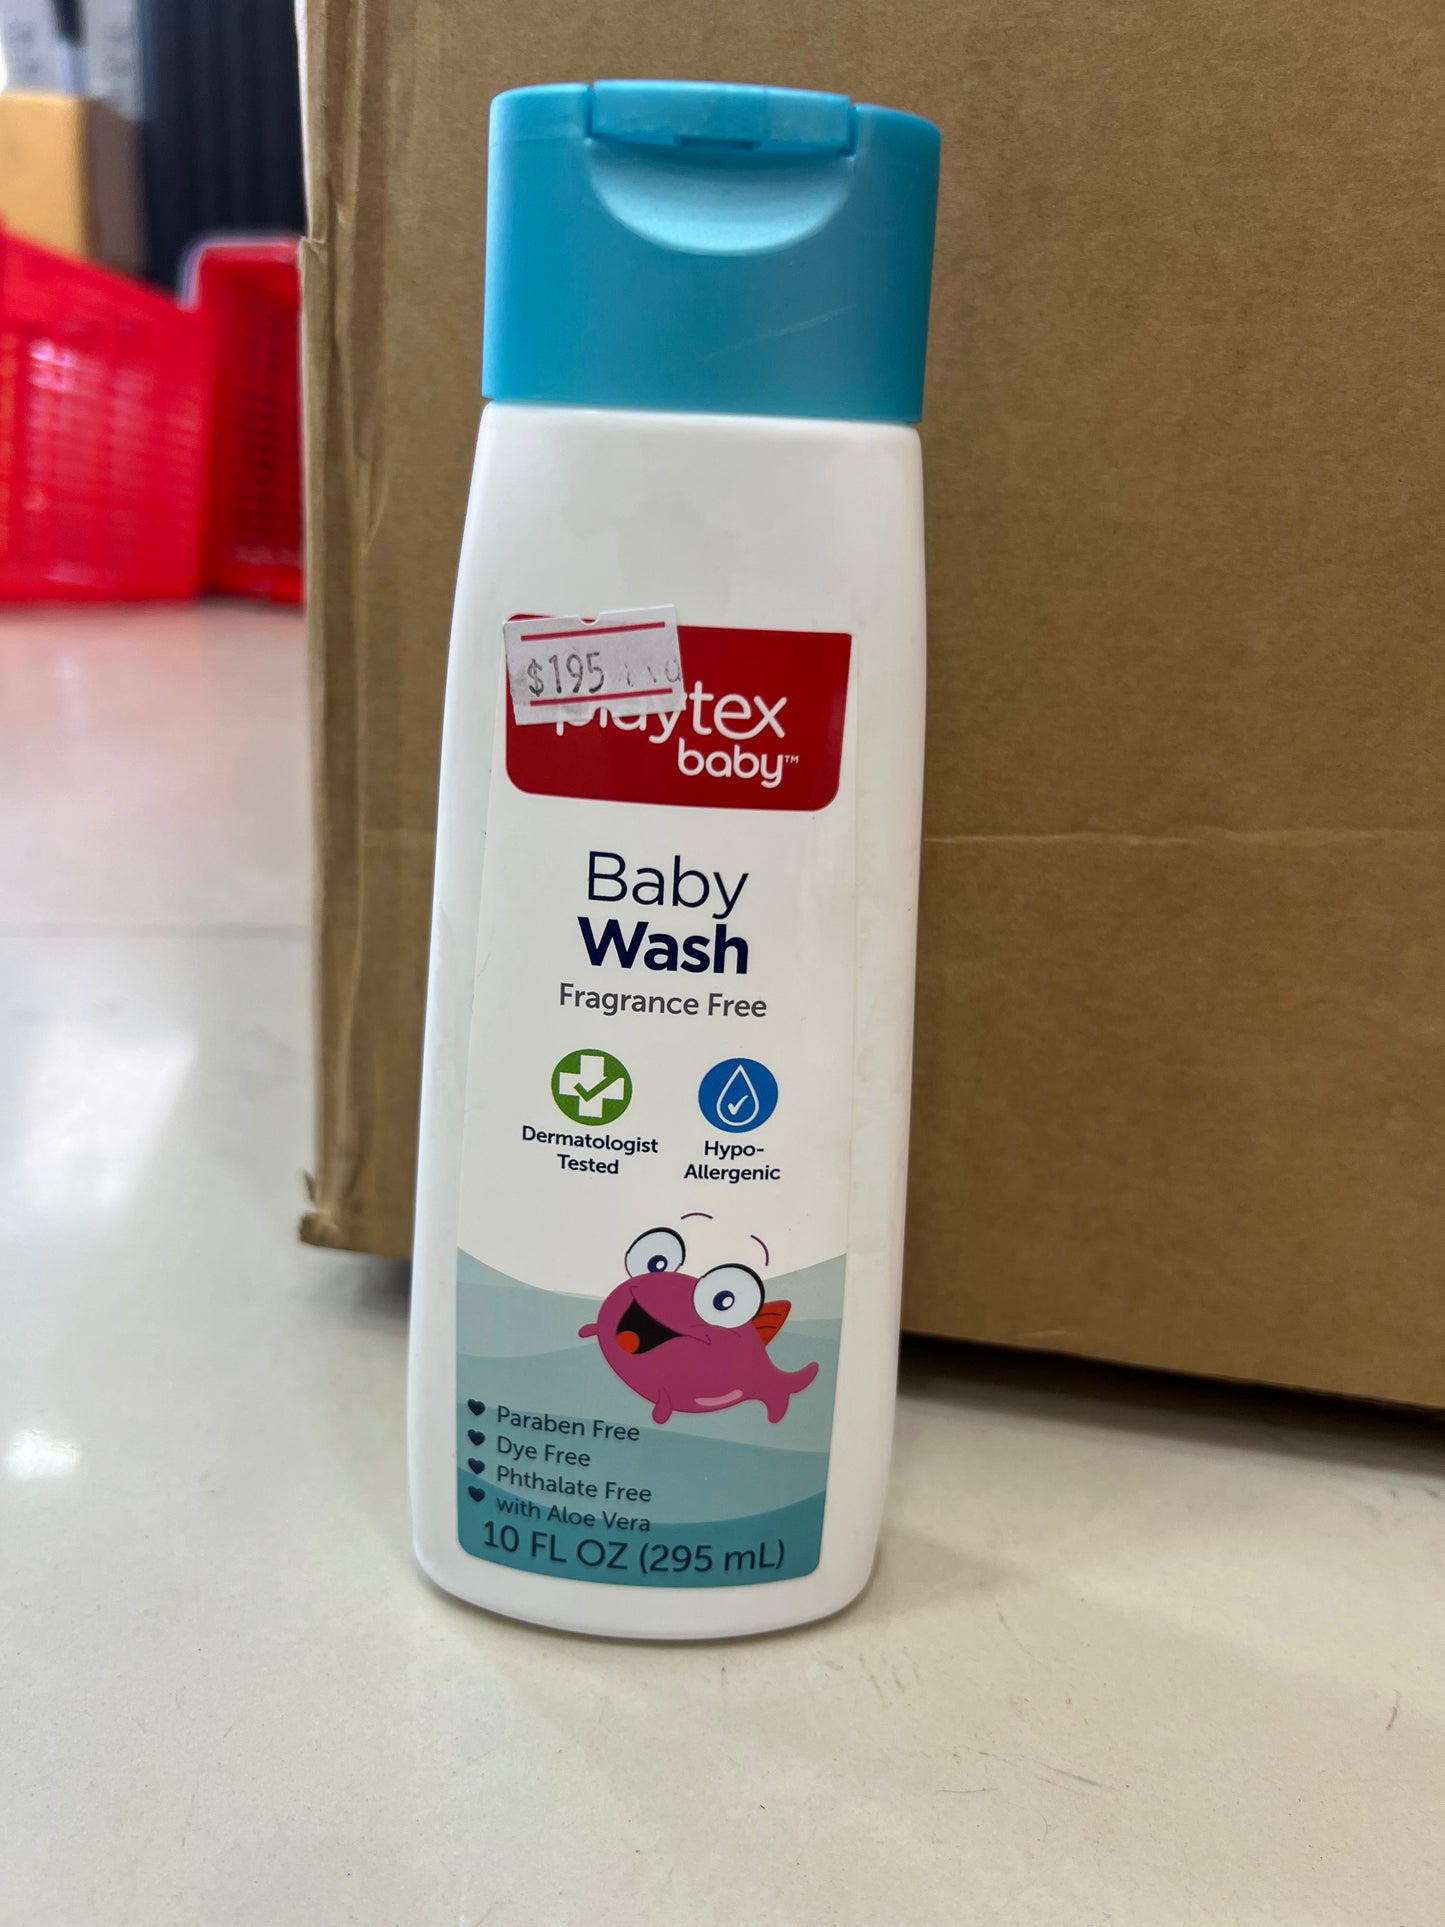 $195
playtex
baby™
Baby
Wash
Fragrance Free
Dermatologist
Tested
Hypo-
Allergenic
Paraben Free
Dye Free
Phthalate Free
with Aloe Vera
10 FL OZ (295 mL)